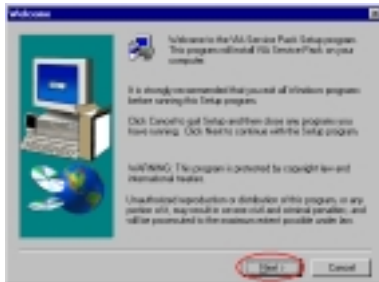 Welcome
Welcome to the VIA Service Pack Setup program.
This program will install VIA Service Pack on your
computer.
It is strongly recommended that you exit all Windows programs
before running this Setup program.
Click Cancel to quit Setup and then close any programs you
have running. Click Next to continue with the Setup program.
WARNING: This program is protected by copyright law and
international treaties.
Unauthorized reproduction or distribution of this program, or any
portion of it, may result in severe civil and criminal penalties, and
will be prosecuted to the maximum extent possible under law.
Next >
Cancel